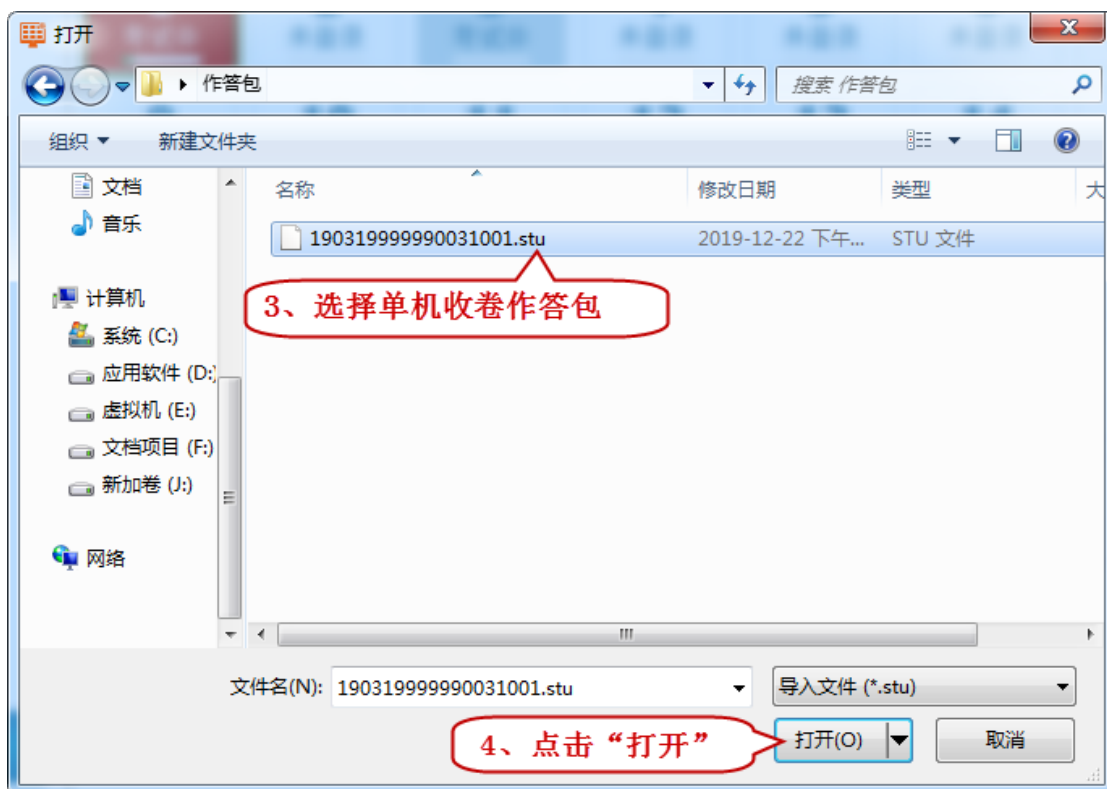 打开
作答包
搜索 作答包
组织
新建文件夹
名称
修改日期
类型
大
文档
音乐
190319999990031001.stu
2019-12-22 下午...
STU 文件
3、选择单机收卷作答包
计算机
系统 (C:)
应用软件 (D:)
虚拟机 (E:)
文档项目 (F:)
新加卷 (J:)
网络
文件名(N):
190319999990031001.stu
导入文件 (*.stu)
4、点击“打开”
打开(O)
取消